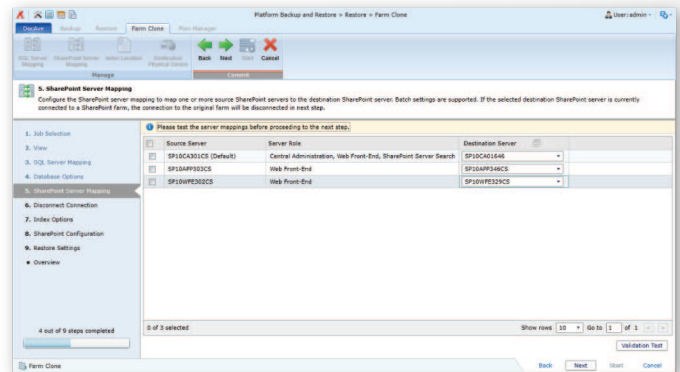 Platform Backup and Restore > Restore > Farm Clone
User: admin
DocAve Backup Restore Farm Clone Plan Manager
SQL Server Mapping SharePoint Server Mapping Index Location Destination Physical Device Back Next Start Cancel
Manage Commit
5. SharePoint Server Mapping
Configure the SharePoint server mapping to map one or more source SharePoint servers to the destination SharePoint server. Batch settings are supported. If the selected destination SharePoint server is currently
connected to a SharePoint farm, the connection to the original farm will be disconnected in next step.
Please test the server mappings before proceeding to the next step.
1. Job Selection
2. View
3. SQL Server Mapping
4. Database Options
5. SharePoint Server Mapping
6. Disconnect Connection
7. Index Options
8. SharePoint Configuration
9. Restore Settings
Overview
Source Server Server Role Destination Server
SP10CA301CS (Default) Central Administration, Web Front-End, SharePoint Server Search SP10CA01646
SP10APP303CS Web Front-End SP10APP346CS
SP10WFE302CS Web Front-End SP10WFE329CS
4 out of 9 steps completed
0 of 3 selected Show rows 10 Go to 1 of 1
Validation Test
Farm Clone Back Next Start Cancel